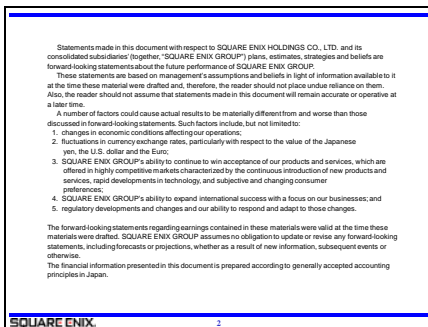 Statements made in this document with respect to SQUARE ENIX HOLDINGS CO., LTD. and its
consolidated subsidiaries' (together, "SQUARE ENIX GROUP") plans, estimates, strategies and beliefs are
forward-looking statements about the future performance of SQUARE ENIX GROUP.
These statements are based on management's assumptions and beliefs in light of information available to it
at the time these material were drafted and, therefore, the reader should not place undue reliance on them.
Also, the reader should not assume that statements made in this document will remain accurate or operative at
a later time.
A number of factors could cause actual results to be materially different from and worse than those
discussed in forward-looking statements. Such factors include, but not limited to:
1. changes in economic conditions affecting our operations;
2. fluctuations in currency exchange rates, particularly with respect to the value of the Japanese
yen, the U.S. dollar and the Euro;
3. SQUARE ENIX GROUP's ability to continue to win acceptance of our products and services, which are
offered in highly competitive markets characterized by the continuous introduction of new products and
services, rapid developments in technology, and subjective and changing consumer
preferences;
4. SQUARE ENIX GROUP's ability to expand international success with a focus on our businesses; and
5. regulatory developments and changes and our ability to respond and adapt to those changes.
The forward-looking statements regarding earnings contained in these materials were valid at the time these
materials were drafted. SQUARE ENIX GROUP assumes no obligation to update or revise any forward-looking
statements, including forecasts or projections, whether as a result of new information, subsequent events or
otherwise.
The financial information presented in this document is prepared according to generally accepted accounting
principles in Japan.
SQUARE ENIX.
2